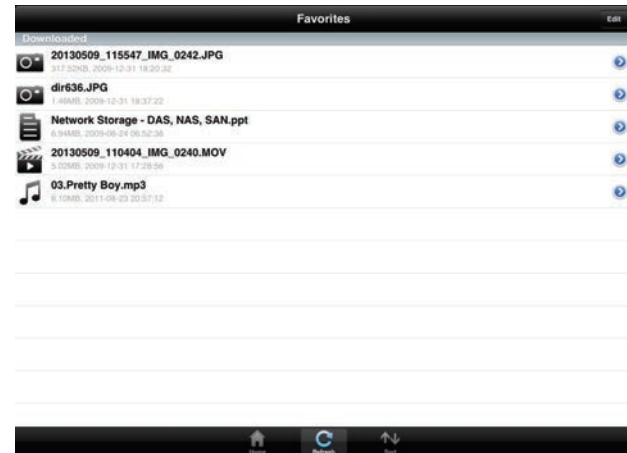 Favorites
Edit
Downloaded
20130509_115547_IMG_0242.JPG
317.52KB, 2009-12-31 18:20:32
dir636.JPG
1.46MB, 2009-12-31 18:37:22
Network Storage - DAS, NAS, SAN.ppt
6.94MB, 2009-06-24 06:52:36
20130509_110404_IMG_0240.MOV
5.02MB, 2009-12-31 17:28:56
03.Pretty Boy.mp3
6.10MB, 2011-08-23 20:57:12
Home
Refresh
Sort